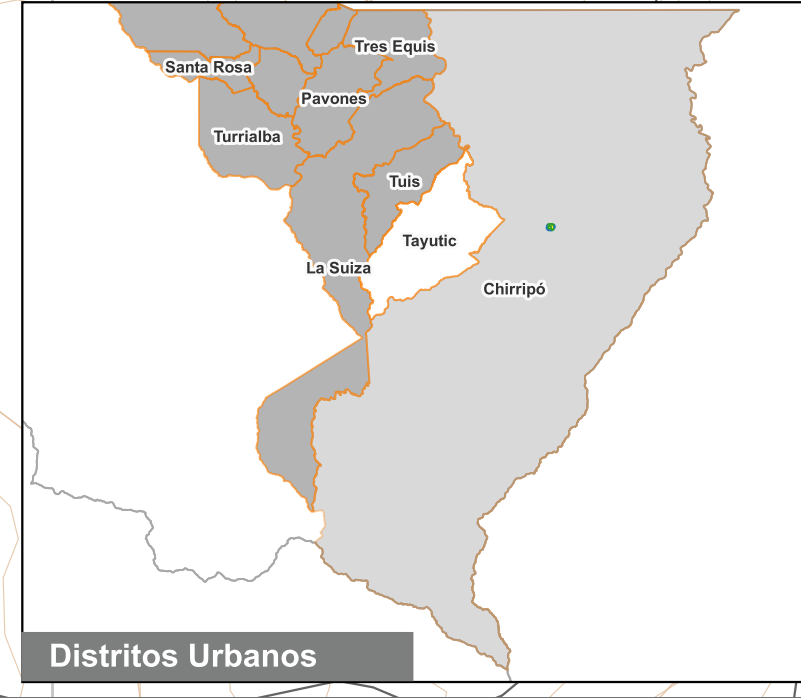 Tres Equis
Santa Rosa
Pavones
Turrialba
Tuis
Tayutic
La Suiza
Chirripó
Distritos Urbanos